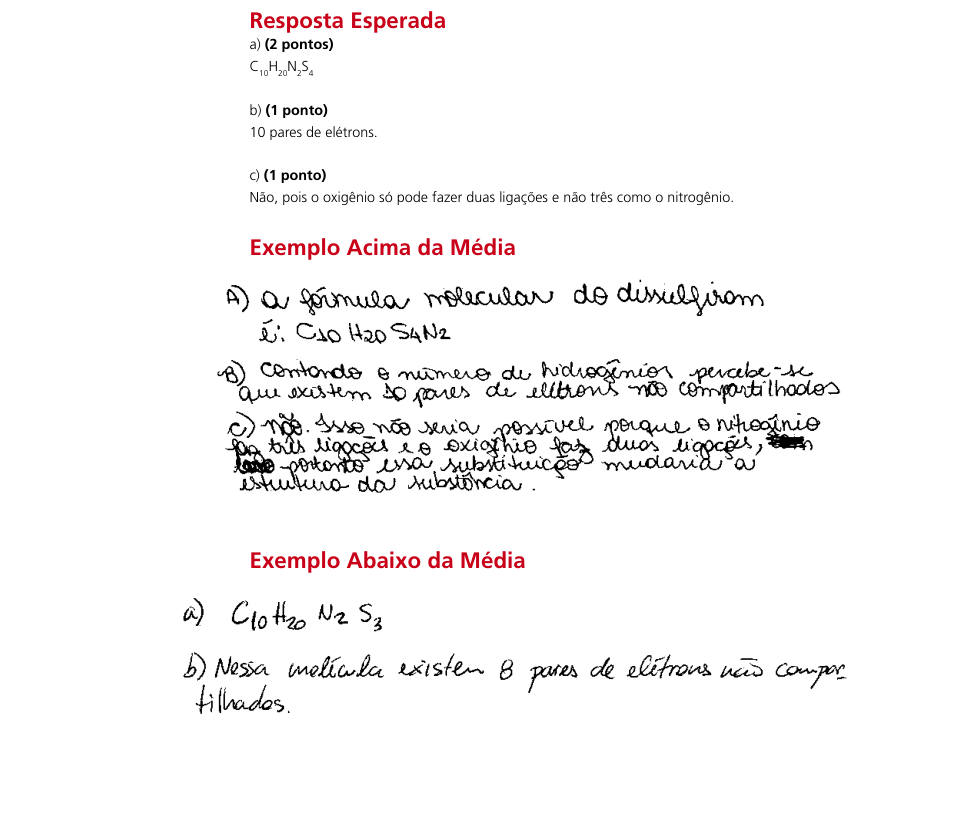 Resposta Esperada
a) (2 pontos)
C₁₀H₂₀N₂S₄
b) (1 ponto)
10 pares de elétrons.
c) (1 ponto)
Não, pois o oxigênio só pode fazer duas ligações e não três como o nitrogênio.
Exemplo Acima da Média
A) a fórmula molecular do dissulfiram
é: C10 H20 S4N2
B) Contando o número de hidrogênios percebe-se
que existem 10 pares de elétrons não compartilhados
C) Não. Isso não seria possível porque o nitrogênio
faz três ligações e o oxigênio faz duas ligações,
portanto essa substituição mudaria a
estrutura da substância.
Exemplo Abaixo da Média
a) C10 H20 N2 S3
b) Nessa molécula existem 8 pares de elétrons não compar-
tilhados.